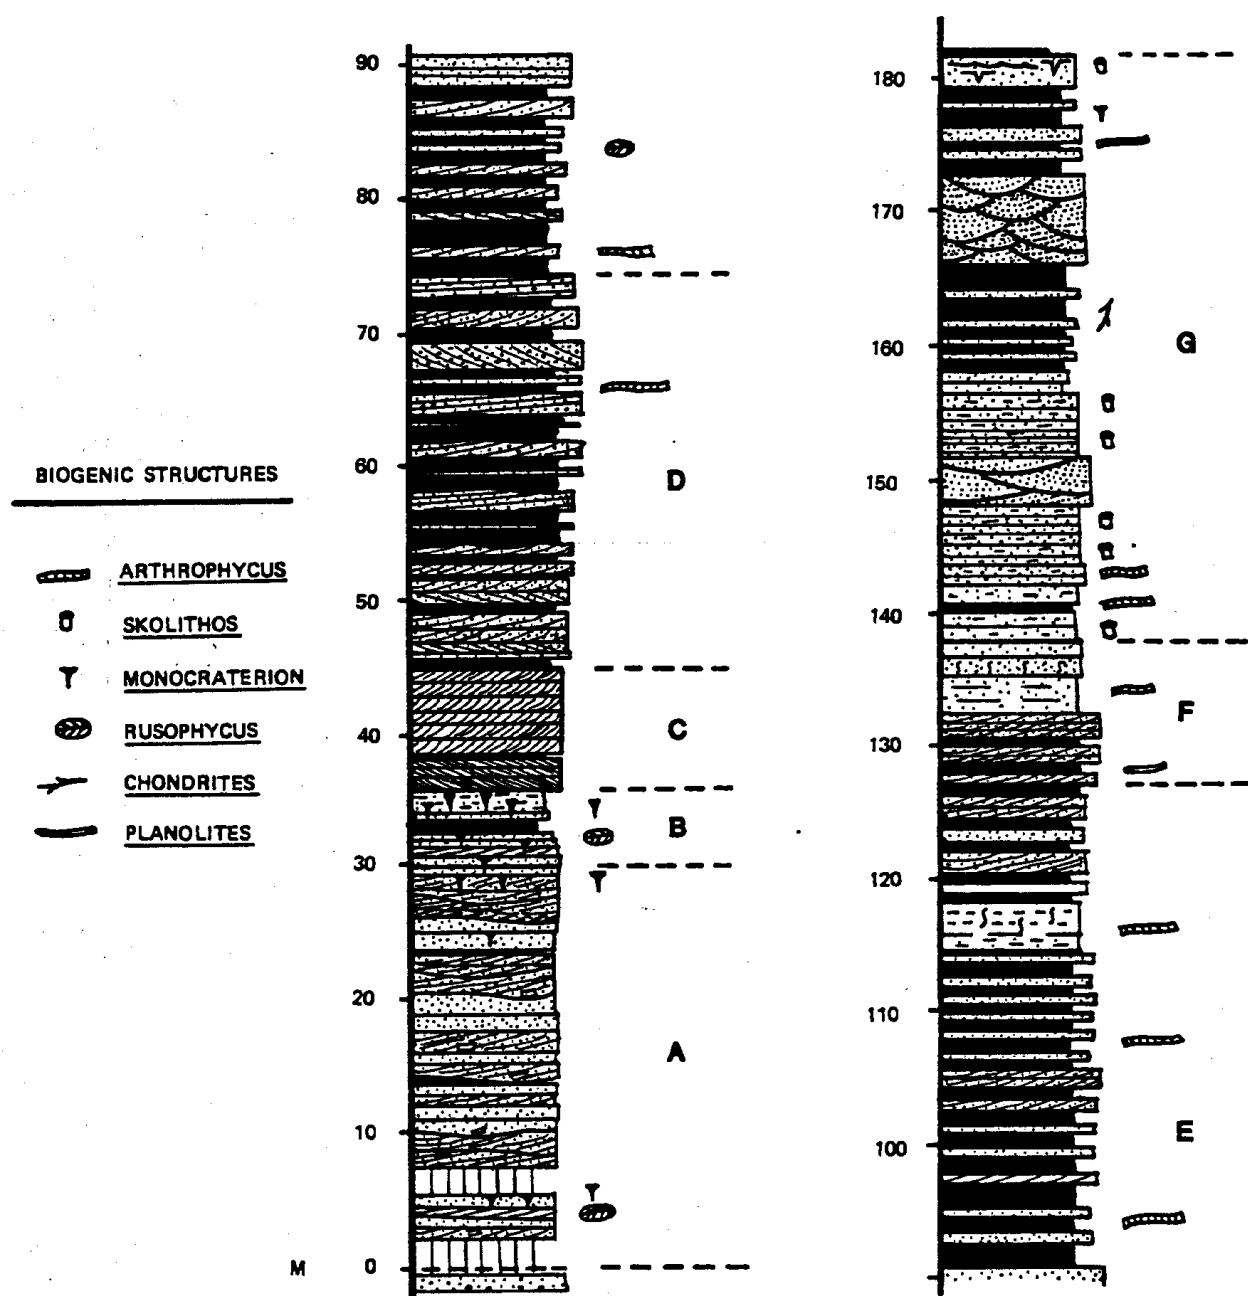 BIOGENIC STRUCTURES
ARTHROPHYCUS
SKOLITHOS
MONOCRATERION
RUSOPHYCUS
CHONDRITES
PLANOLITES
90
80
70
60
50
40
30
20
10
M 0
D
C
B
A
180
170
160
150
140
130
120
110
100
G
F
E